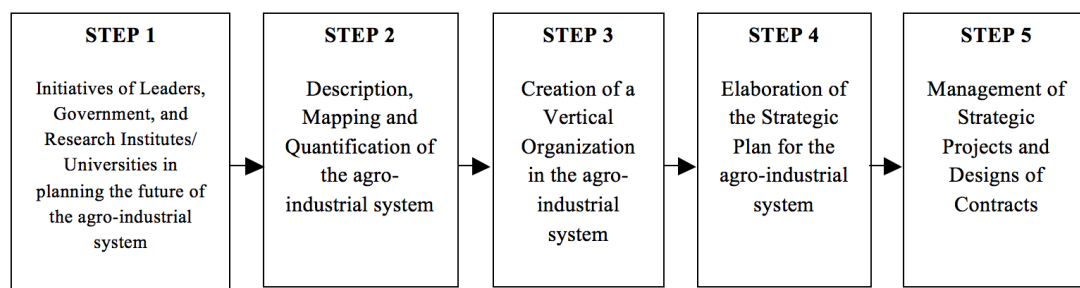 STEP 1
Initiatives of Leaders,
Government, and
Research Institutes/
Universities in
planning the future of
the agro-industrial
system
STEP 2
Description,
Mapping and
Quantification of
the agro-
industrial system
STEP 3
Creation of a
Vertical
Organization
in the agro-
industrial
system
STEP 4
Elaboration of
the Strategic
Plan for the
agro-industrial
system
STEP 5
Management of
Strategic
Projects and
Designs of
Contracts